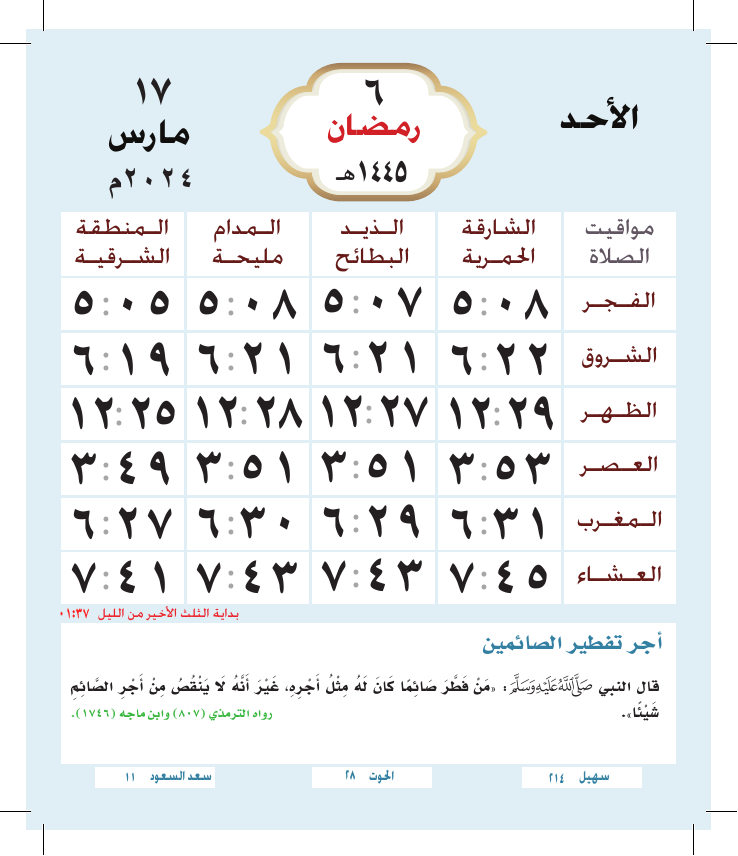 الأحد
٦
رمضان
١٤٤٥هـ
١٧
مارس
٢٠٢٤م
مواقيت الصلاة | الشارقة الحمرية | الذيد البطائح | المدام مليحة | المنطقة الشرقية
الفجر ٥:٠٨ ٥:٠٧ ٥:٠٨ ٥:٠٥
الشروق ٦:٢٢ ٦:٢١ ٦:٢١ ٦:١٩
الظهر ١٢:٢٩ ١٢:٢٧ ١٢:٢٨ ١٢:٢٥
العصر ٣:٥٣ ٣:٥١ ٣:٥١ ٣:٤٩
المغرب ٦:٣١ ٦:٢٩ ٦:٣٠ ٦:٢٧
العشاء ٧:٤٥ ٧:٤٣ ٧:٤٣ ٧:٤١
بداية الثلث الأخير من الليل ٠١:٣٧
أجر تفطير الصائمين
قال النبي صَلَّى اللَّهُ عَلَيْهِ وَسَلَّمَ: «مَنْ فَطَّرَ صَائِمًا كَانَ لَهُ مِثْلُ أَجْرِهِ، غَيْرَ أَنَّهُ لَا يَنْقُصُ مِنْ أَجْرِ الصَّائِمِ
شَيْئًا». رواه الترمذي (٨٠٧) وابن ماجه (١٧٤٦).
سهيل ٢١٤
الحوت ٢٨
سعد السعود ١١